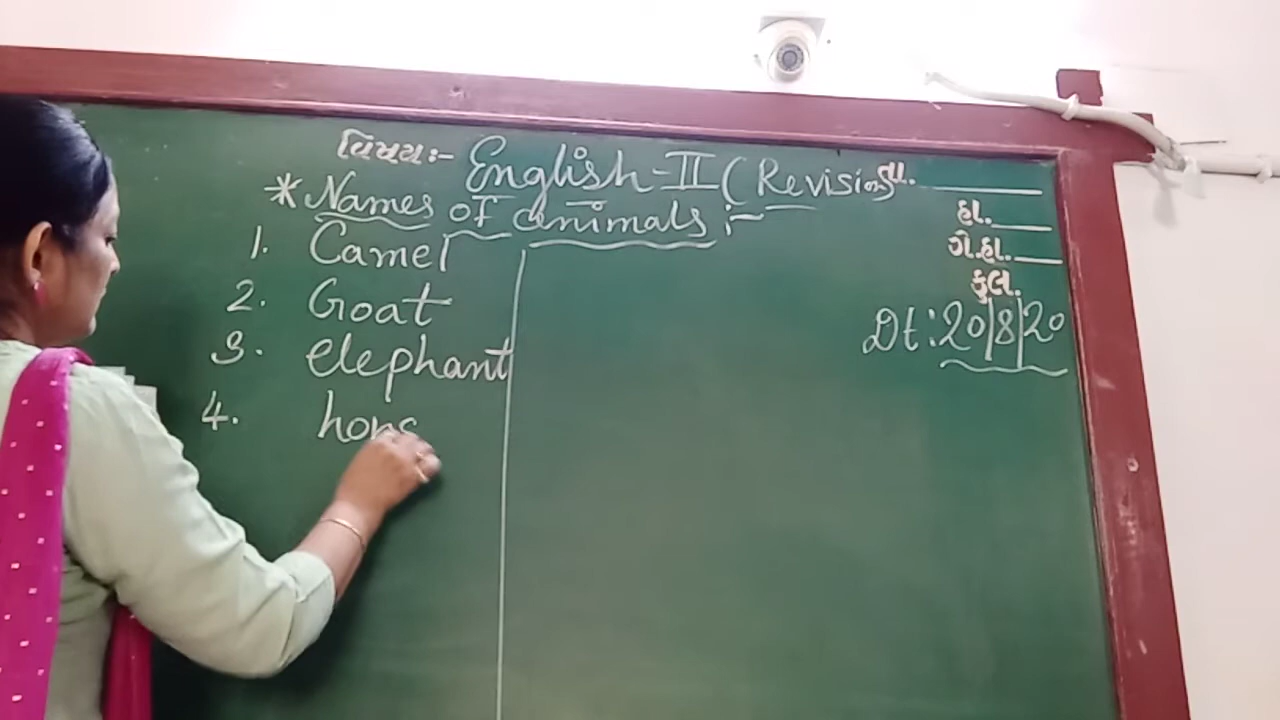 વિષય:- English-II (Revision)
તા.
* Names of animals :-
હા.
1. Camel
ગે.હા.
કુલ.
2. Goat
Dt: 20|8|20
3. elephant
4. hors